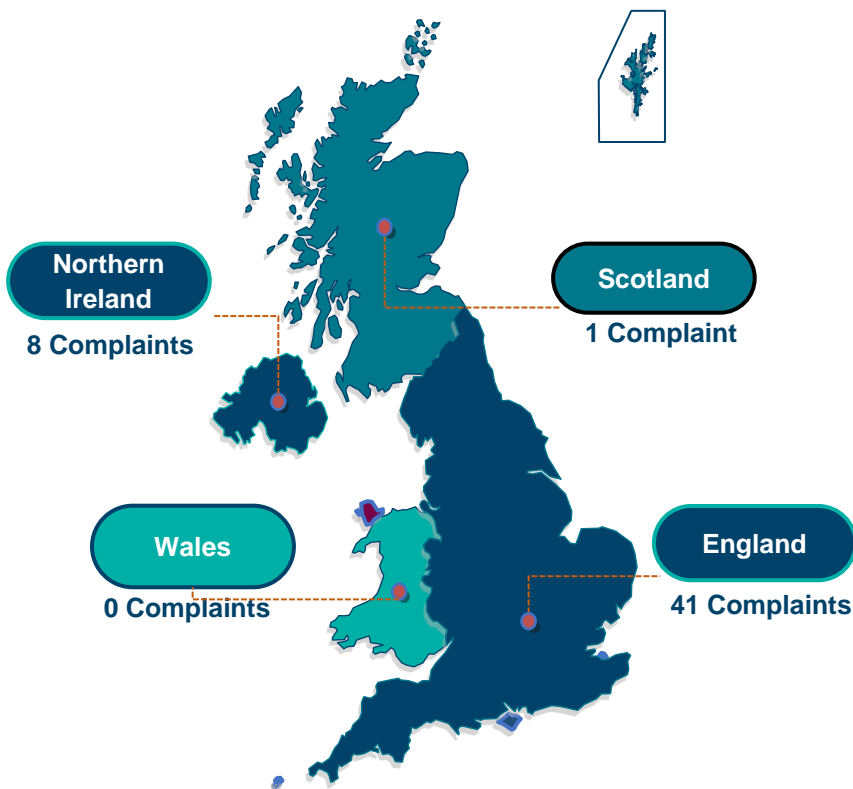 Northern
Ireland
8 Complaints
Scotland
1 Complaint
Wales
0 Complaints
England
41 Complaints